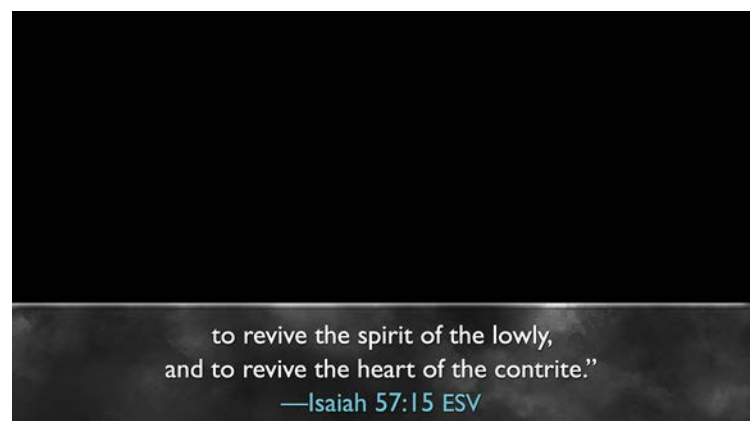 to revive the spirit of the lowly,
and to revive the heart of the contrite.”
—Isaiah 57:15 ESV